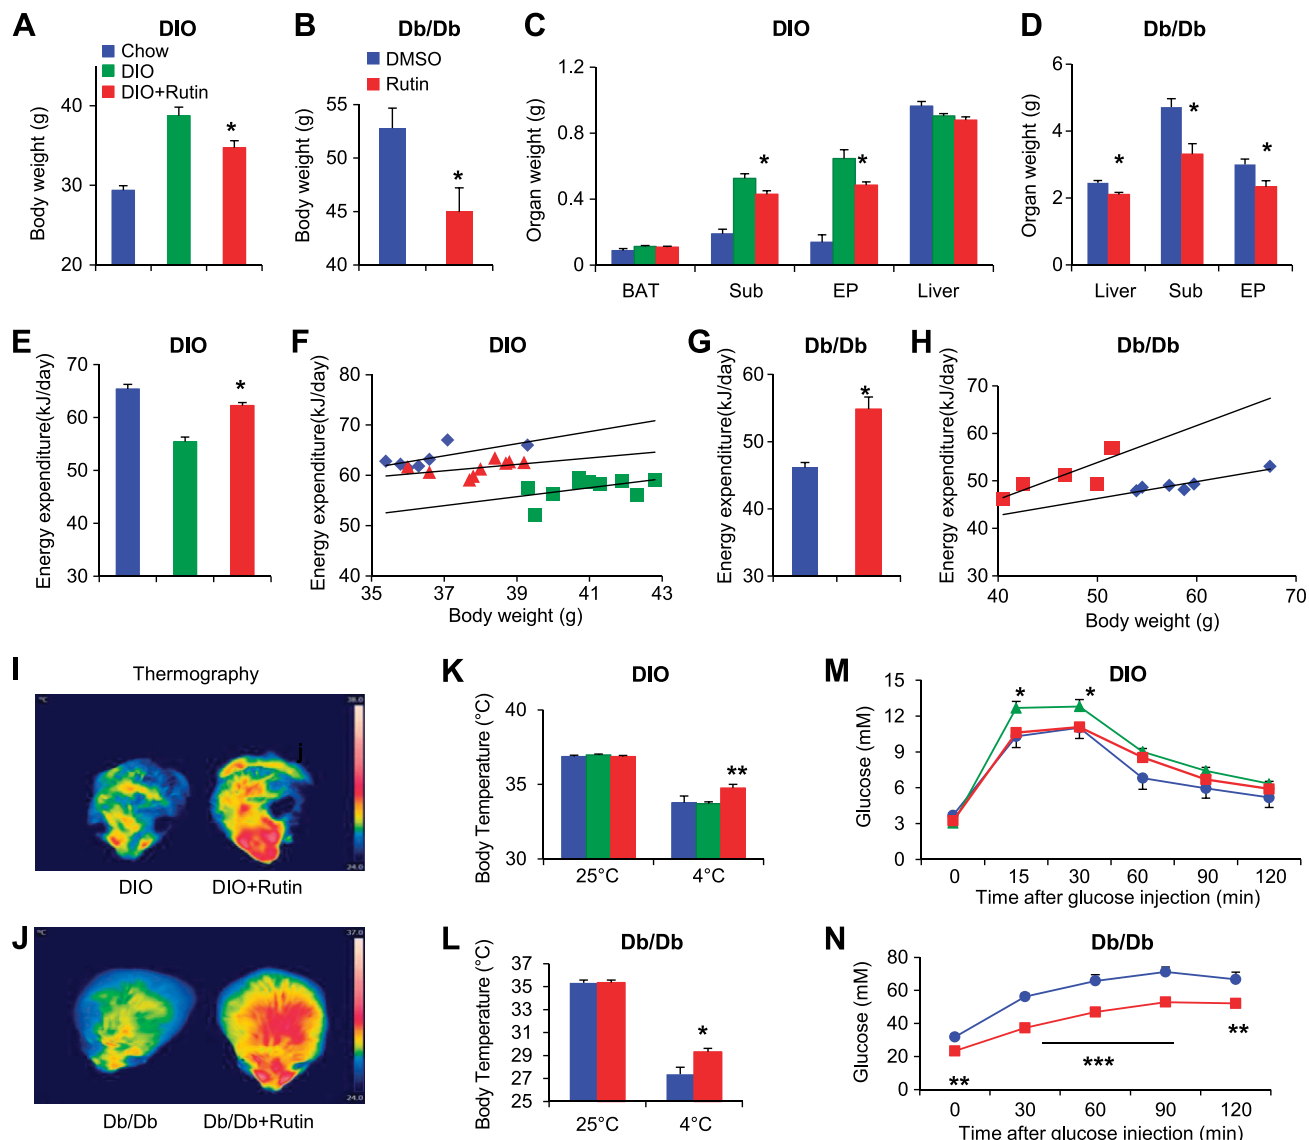 A
DIO
Chow
DIO
DIO+Rutin
Body weight (g)
40
30
20
*
B
Db/Db
DMSO
Rutin
Body weight (g)
55
50
45
40
*
C
DIO
Organ weight (g)
1.2
0.8
0.4
0
*
*
BAT Sub EP Liver
D
Db/Db
Organ weight (g)
6
4
2
0
*
*
*
Liver Sub EP
E
DIO
Energy expenditure(kJ/day)
70
60
50
40
30
*
F
DIO
Energy expenditure(kJ/day)
80
70
60
50
40
35 37 39 41 43
Body weight (g)
G
Db/Db
Energy expenditure(kJ/day)
60
50
40
30
*
H
Db/Db
Energy expenditure(kJ/day)
70
60
50
40
30
40 50 60 70
Body weight (g)
I
Thermography
°C
38.0
24.0
j
DIO DIO+Rutin
J
°C
37.0
24.0
Db/Db Db/Db+Rutin
K
DIO
Body Temperature (°C)
40
35
30
**
25°C 4°C
L
Db/Db
Body Temperature (°C)
37
35
33
31
29
27
25
*
25°C 4°C
M
DIO
Glucose (mM)
15
12
9
6
3
0
* *
0 15 30 60 90 120
Time after glucose injection (min)
N
Db/Db
Glucose (mM)
80
60
40
20
0
**
***
**
0 30 60 90 120
Time after glucose injection (min)